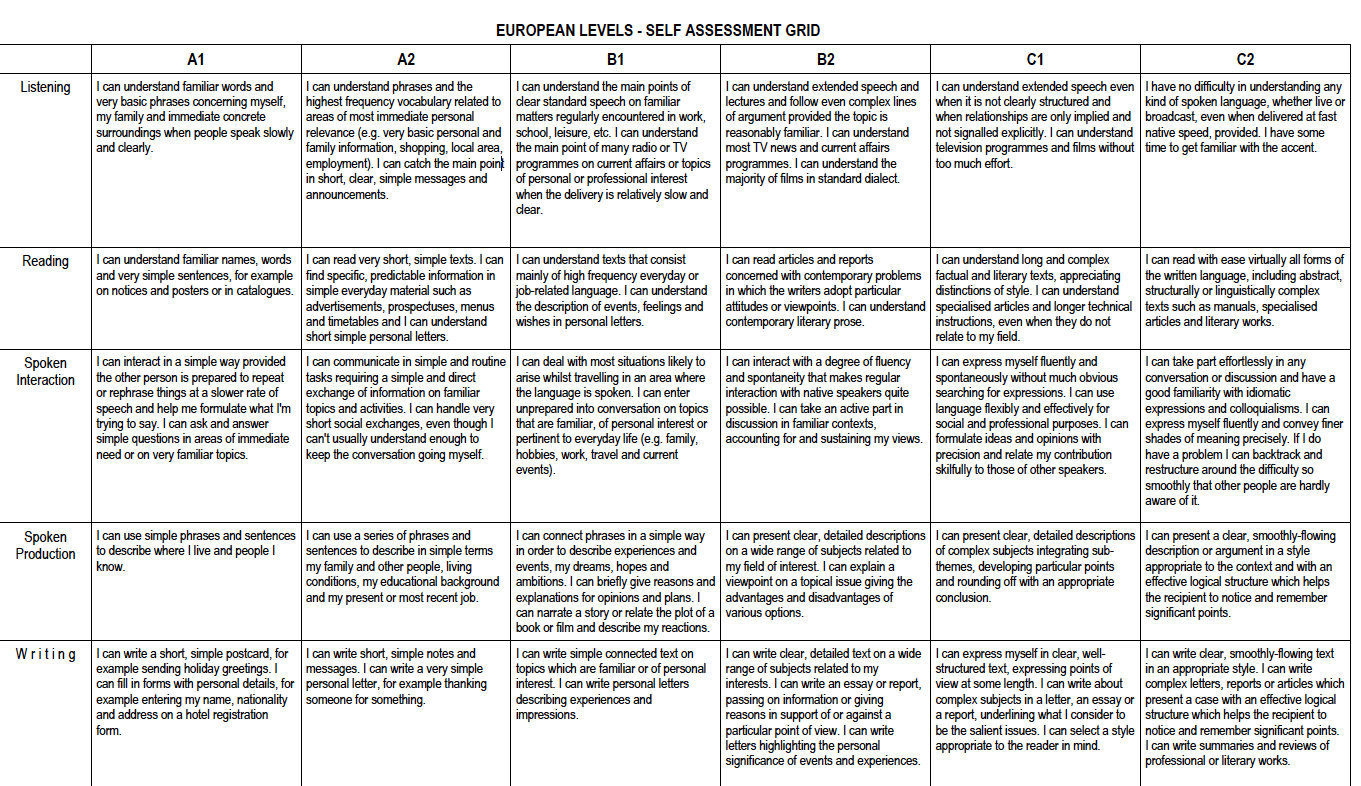 EUROPEAN LEVELS - SELF ASSESSMENT GRID
A1
A2
B1
B2
C1
C2
Listening
I can understand familiar words and
very basic phrases concerning myself,
my family and immediate concrete
surroundings when people speak slowly
and clearly.
I can understand phrases and the
highest frequency vocabulary related to
areas of most immediate personal
relevance (e.g. very basic personal and
family information, shopping, local area,
employment). I can catch the main point
in short, clear, simple messages and
announcements.
I can understand the main points of
clear standard speech on familiar
matters regularly encountered in work,
school, leisure, etc. I can understand
the main point of many radio or TV
programmes on current affairs or topics
of personal or professional interest
when the delivery is relatively slow and
clear.
I can understand extended speech and
lectures and follow even complex lines
of argument provided the topic is
reasonably familiar. I can understand
most TV news and current affairs
programmes. I can understand the
majority of films in standard dialect.
I can understand extended speech even
when it is not clearly structured and
when relationships are only implied and
not signalled explicitly. I can understand
television programmes and films without
too much effort.
I have no difficulty in understanding any
kind of spoken language, whether live or
broadcast, even when delivered at fast
native speed, provided. I have some
time to get familiar with the accent.
Reading
I can understand familiar names, words
and very simple sentences, for example
on notices and posters or in catalogues.
I can read very short, simple texts. I can
find specific, predictable information in
simple everyday material such as
advertisements, prospectuses, menus
and timetables and I can understand
short simple personal letters.
I can understand texts that consist
mainly of high frequency everyday or
job-related language. I can understand
the description of events, feelings and
wishes in personal letters.
I can read articles and reports
concerned with contemporary problems
in which the writers adopt particular
attitudes or viewpoints. I can understand
contemporary literary prose.
I can understand long and complex
factual and literary texts, appreciating
distinctions of style. I can understand
specialised articles and longer technical
instructions, even when they do not
relate to my field.
I can read with ease virtually all forms of
the written language, including abstract,
structurally or linguistically complex
texts such as manuals, specialised
articles and literary works.
Spoken
Interaction
I can interact in a simple way provided
the other person is prepared to repeat
or rephrase things at a slower rate of
speech and help me formulate what I'm
trying to say. I can ask and answer
simple questions in areas of immediate
need or on very familiar topics.
I can communicate in simple and routine
tasks requiring a simple and direct
exchange of information on familiar
topics and activities. I can handle very
short social exchanges, even though I
can't usually understand enough to
keep the conversation going myself.
I can deal with most situations likely to
arise whilst travelling in an area where
the language is spoken. I can enter
unprepared into conversation on topics
that are familiar, of personal interest or
pertinent to everyday life (e.g. family,
hobbies, work, travel and current
events).
I can interact with a degree of fluency
and spontaneity that makes regular
interaction with native speakers quite
possible. I can take an active part in
discussion in familiar contexts,
accounting for and sustaining my views.
I can express myself fluently and
spontaneously without much obvious
searching for expressions. I can use
language flexibly and effectively for
social and professional purposes. I can
formulate ideas and opinions with
precision and relate my contribution
skilfully to those of other speakers.
I can take part effortlessly in any
conversation or discussion and have a
good familiarity with idiomatic
expressions and colloquialisms. I can
express myself fluently and convey finer
shades of meaning precisely. If I do
have a problem I can backtrack and
restructure around the difficulty so
smoothly that other people are hardly
aware of it.
Spoken
Production
I can use simple phrases and sentences
to describe where I live and people I
know.
I can use a series of phrases and
sentences to describe in simple terms
my family and other people, living
conditions, my educational background
and my present or most recent job.
I can connect phrases in a simple way
in order to describe experiences and
events, my dreams, hopes and
ambitions. I can briefly give reasons and
explanations for opinions and plans. I
can narrate a story or relate the plot of a
book or film and describe my reactions.
I can present clear, detailed descriptions
on a wide range of subjects related to
my field of interest. I can explain a
viewpoint on a topical issue giving the
advantages and disadvantages of
various options.
I can present clear, detailed descriptions
of complex subjects integrating sub-
themes, developing particular points
and rounding off with an appropriate
conclusion.
I can present a clear, smoothly-flowing
description or argument in a style
appropriate to the context and with an
effective logical structure which helps
the recipient to notice and remember
significant points.
Writing
I can write a short, simple postcard, for
example sending holiday greetings. I
can fill in forms with personal details, for
example entering my name, nationality
and address on a hotel registration
form.
I can write short, simple notes and
messages. I can write a very simple
personal letter, for example thanking
someone for something.
I can write simple connected text on
topics which are familiar or of personal
interest. I can write personal letters
describing experiences and
impressions.
I can write clear, detailed text on a wide
range of subjects related to my
interests. I can write an essay or report,
passing on information or giving
reasons in support of or against a
particular point of view. I can write
letters highlighting the personal
significance of events and experiences.
I can express myself in clear, well-
structured text, expressing points of
view at some length. I can write about
complex subjects in a letter, an essay or
a report, underlining what I consider to
be the salient issues. I can select a style
appropriate to the reader in mind.
I can write clear, smoothly-flowing text
in an appropriate style. I can write
complex letters, reports or articles which
present a case with an effective logical
structure which helps the recipient to
notice and remember significant points.
I can write summaries and reviews of
professional or literary works.